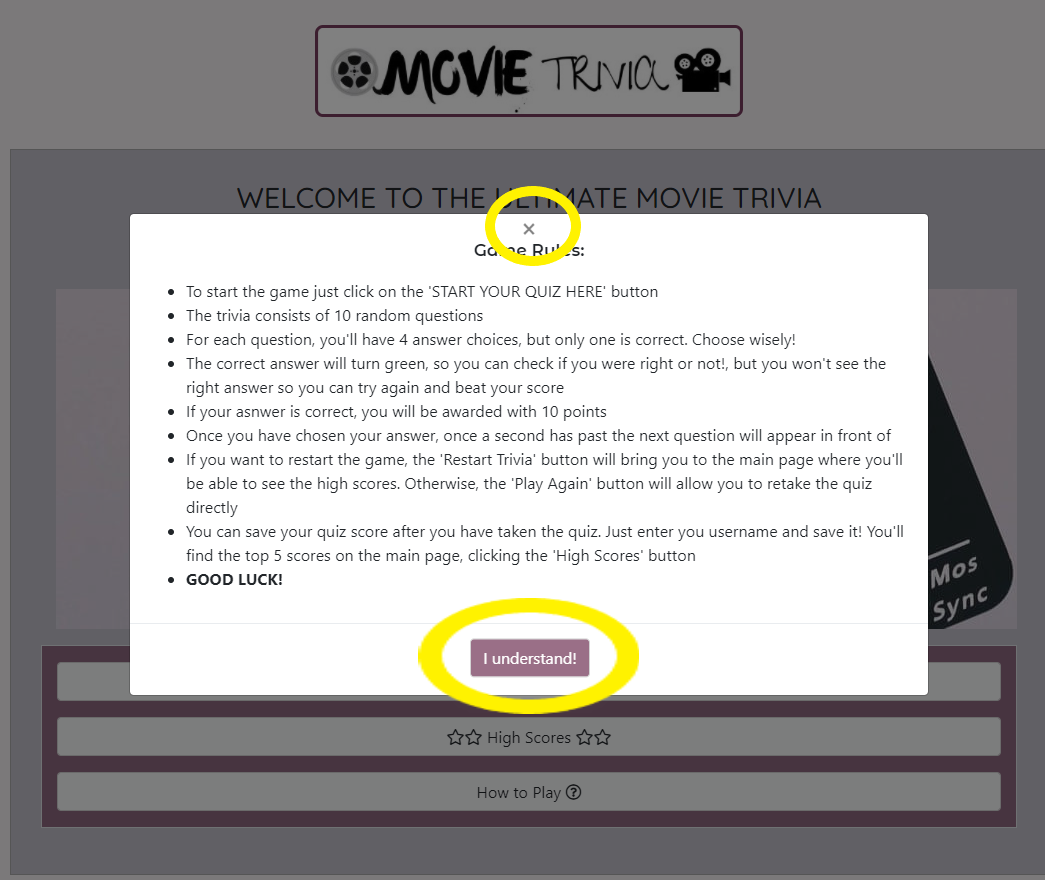 MOVIE TRIVIA
WELCOME TO THE ULTIMATE MOVIE TRIVIA
×
Game Rules:
To start the game just click on the 'START YOUR QUIZ HERE' button
The trivia consists of 10 random questions
For each question, you'll have 4 answer choices, but only one is correct. Choose wisely!
The correct answer will turn green, so you can check if you were right or not!, but you won't see the
right answer so you can try again and beat your score
If your asnwer is correct, you will be awarded with 10 points
Once you have chosen your answer, once a second has past the next question will appear in front of
If you want to restart the game, the 'Restart Trivia' button will bring you to the main page where you'll
be able to see the high scores. Otherwise, the 'Play Again' button will allow you to retake the quiz
directly
You can save your quiz score after you have taken the quiz. Just enter you username and save it! You'll
find the top 5 scores on the main page, clicking the 'High Scores' button
GOOD LUCK!
Mos
Sync
I understand!
High Scores
How to Play